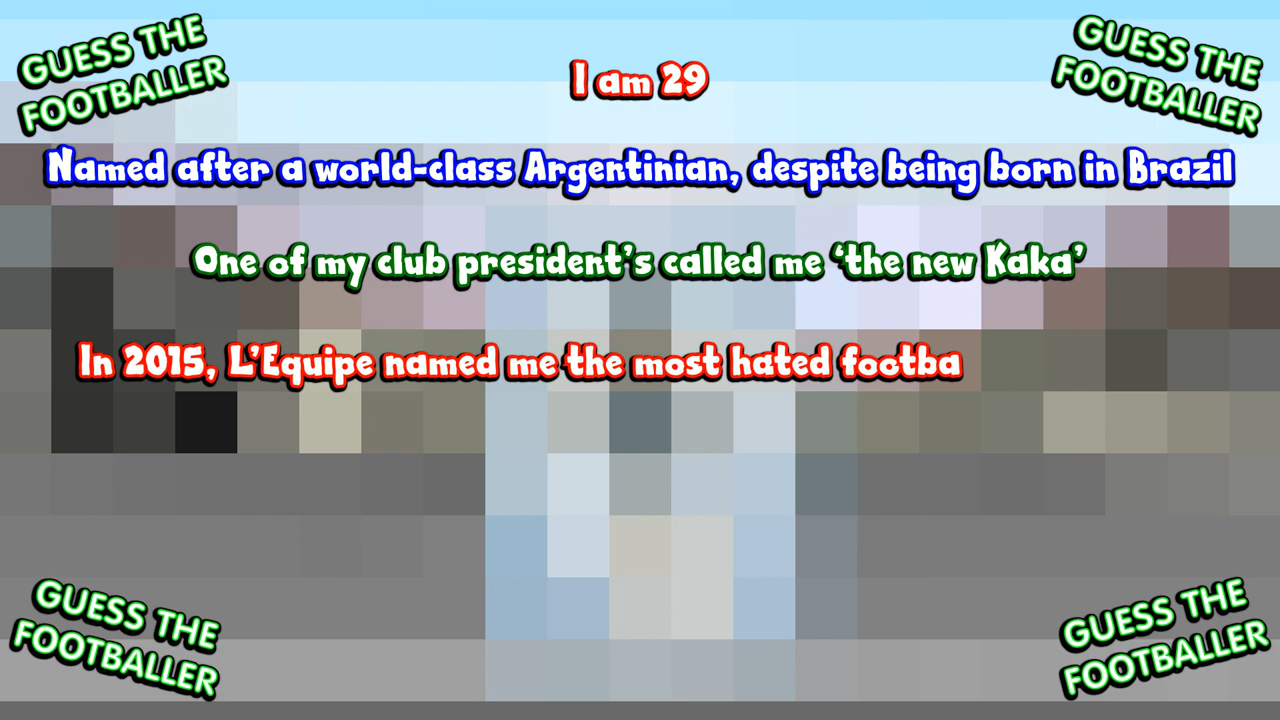 GUESS THE
FOOTBALLER
GUESS THE
FOOTBALLER
I am 29
Named after a world-class Argentinian, despite being born in Brazil
One of my club president's called me 'the new Kaka'
In 2015, L'Equipe named me the most hated footba
GUESS THE
FOOTBALLER
GUESS THE
FOOTBALLER